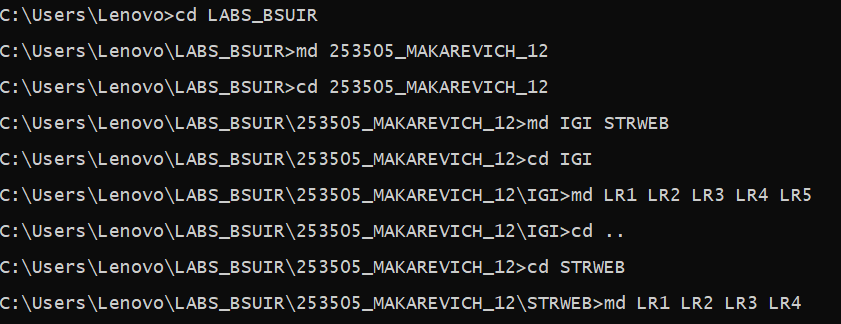 C:\Users\Lenovo>cd LABS_BSUIR
C:\Users\Lenovo\LABS_BSUIR>md 253505_MAKAREVICH_12
C:\Users\Lenovo\LABS_BSUIR>cd 253505_MAKAREVICH_12
C:\Users\Lenovo\LABS_BSUIR\253505_MAKAREVICH_12>md IGI STRWEB
C:\Users\Lenovo\LABS_BSUIR\253505_MAKAREVICH_12>cd IGI
C:\Users\Lenovo\LABS_BSUIR\253505_MAKAREVICH_12\IGI>md LR1 LR2 LR3 LR4 LR5
C:\Users\Lenovo\LABS_BSUIR\253505_MAKAREVICH_12\IGI>cd ..
C:\Users\Lenovo\LABS_BSUIR\253505_MAKAREVICH_12>cd STRWEB
C:\Users\Lenovo\LABS_BSUIR\253505_MAKAREVICH_12\STRWEB>md LR1 LR2 LR3 LR4